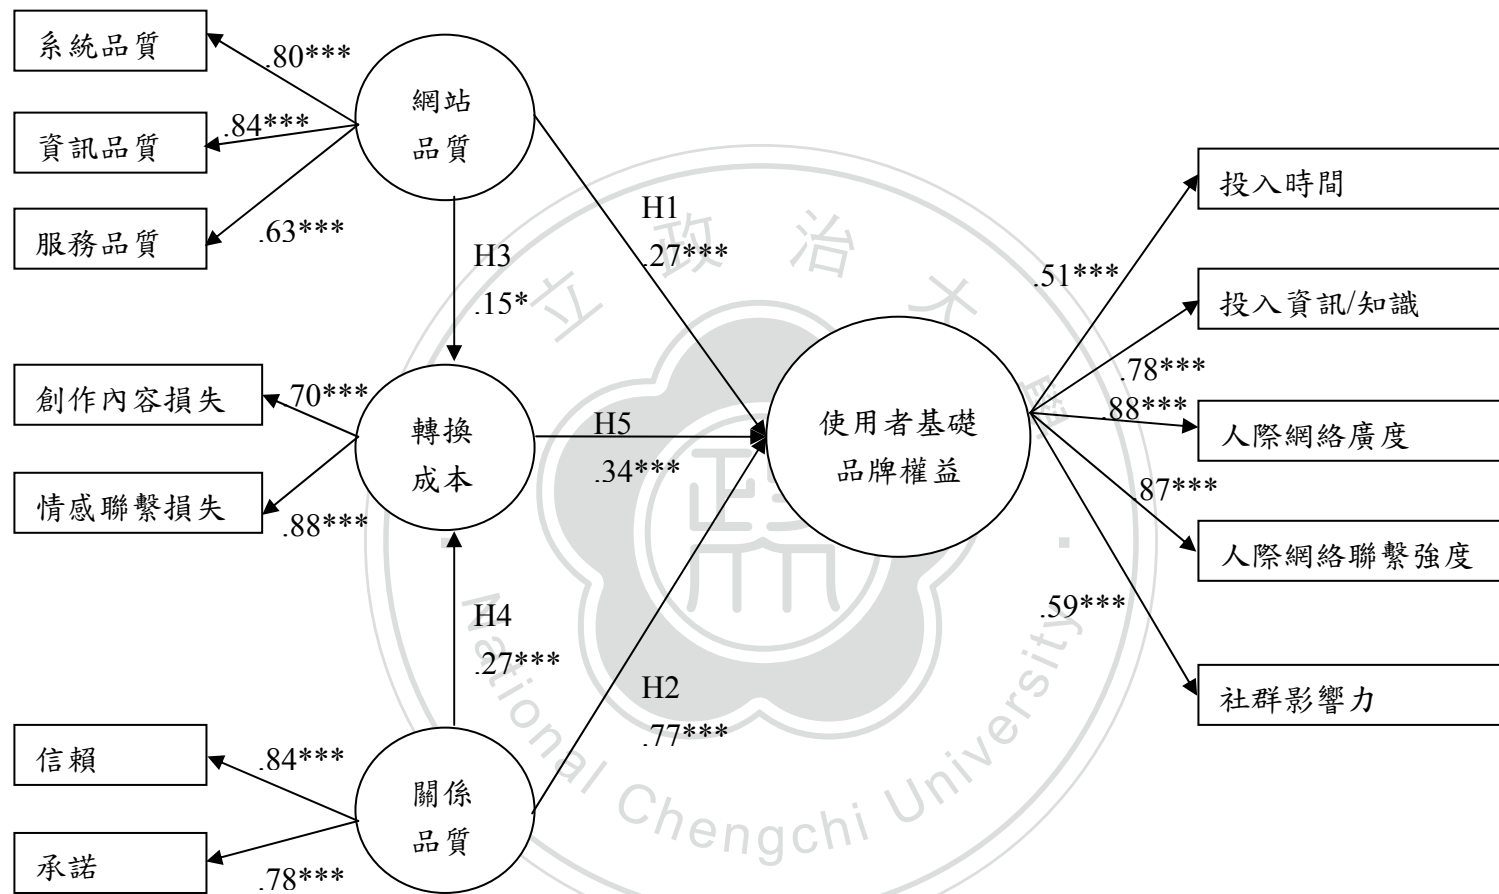 系統品質
.80***
網站
品質
資訊品質
.84***
服務品質
.63***
H3
.15*
H1
.27***
投入時間
.51***
投入資訊/知識
.78***
.88***
人際網絡廣度
.87***
人際網絡聯繫強度
.59***
社群影響力
創作內容損失
.70***
轉換
成本
情感聯繫損失
.88***
H5
.34***
使用者基礎
品牌權益
H4
.27***
H2
.77***
信賴
.84***
關係
品質
承諾
.78***
立政治大
National Chengchi University